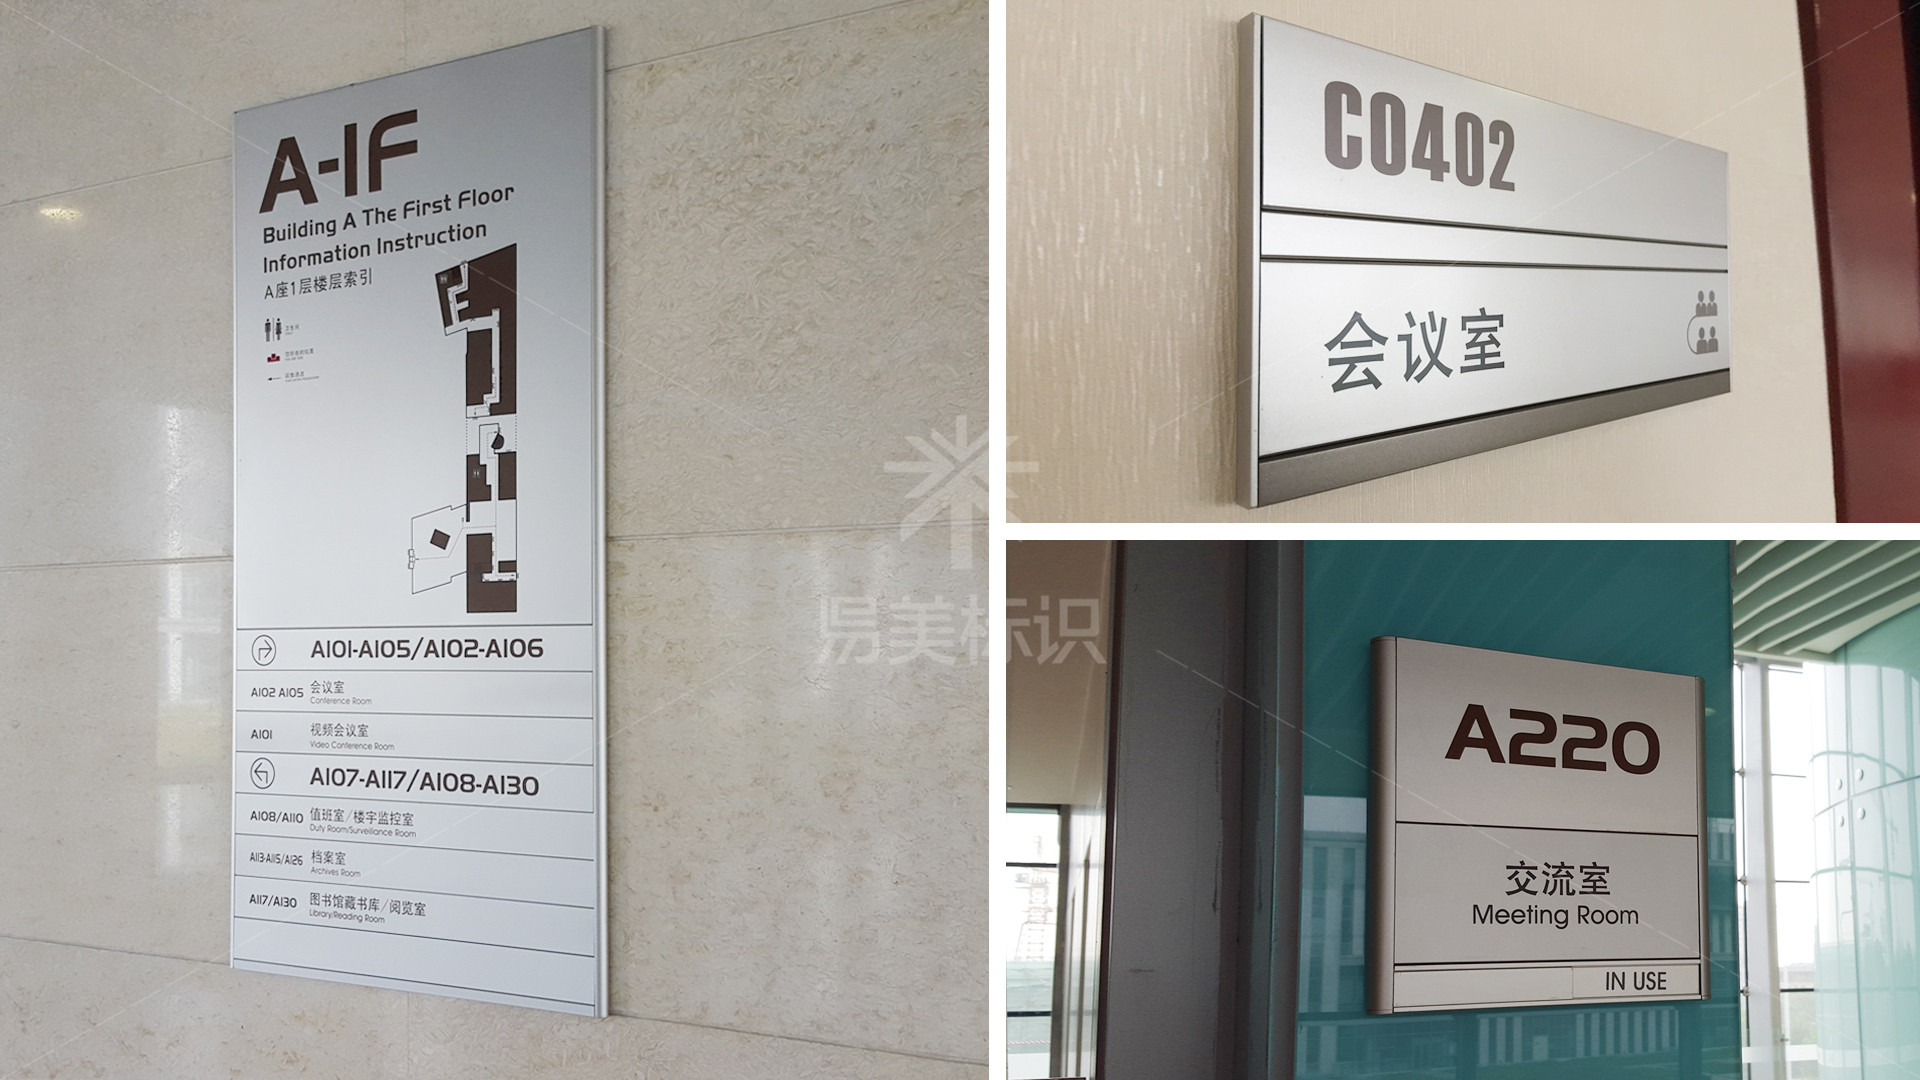 A-1F
Building A The First Floor
Information Instruction
A座1层楼层索引
卫生间
A101-A105/A102-A106
A102 A105 会议室
Conference Room
A101 视频会议室
Video Conference Room
A107-A117/A108-A130
A108/A110 值班室/楼宇监控室
Duty Room/Surveillance Room
A113-A115/A126 档案室
Archives Room
A117/A130 图书馆藏书库/阅览室
Library/Reading Room
C0402
会议室
A220
交流室
Meeting Room
IN USE
易美标识